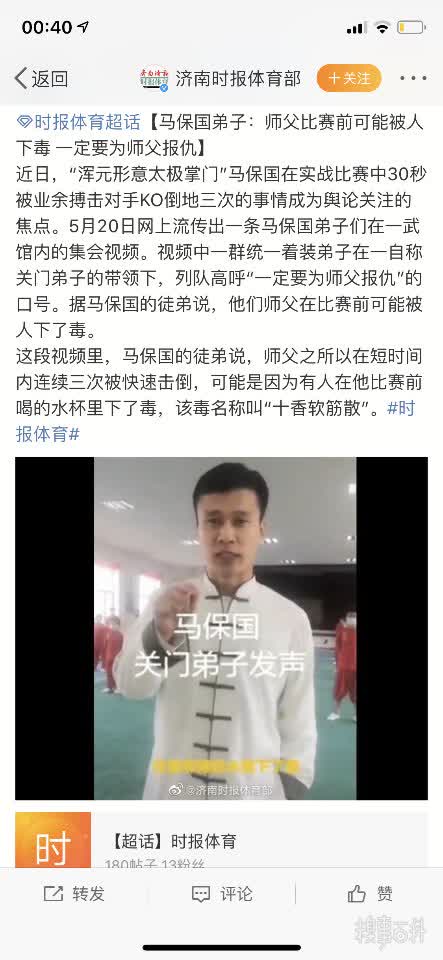 00:40
返回
济南时报体育部
+关注
时报体育超话【马保国弟子：师父比赛前可能被人
下毒 一定要为师父报仇】
近日，“浑元形意太极掌门”马保国在实战比赛中30秒
被业余搏击对手KO倒地三次的事情成为舆论关注的
焦点。5月20日网上流传出一条马保国弟子们在一武
馆内的集会视频。视频中一群统一着装弟子在一自称
关门弟子的带领下，列队高呼“一定要为师父报仇”的
口号。据马保国的徒弟说，他们师父在比赛前可能被
人下了毒。
这段视频里，马保国的徒弟说，师父之所以在短时间
内连续三次被快速击倒，可能是因为有人在他比赛前
喝的水杯里下了毒，该毒名称叫“十香软筋散”。#时
报体育#
马保国
关门弟子发声
@济南时报体育部
时
【超话】时报体育
180帖子 13粉丝
转发
评论
赞
糗事百科